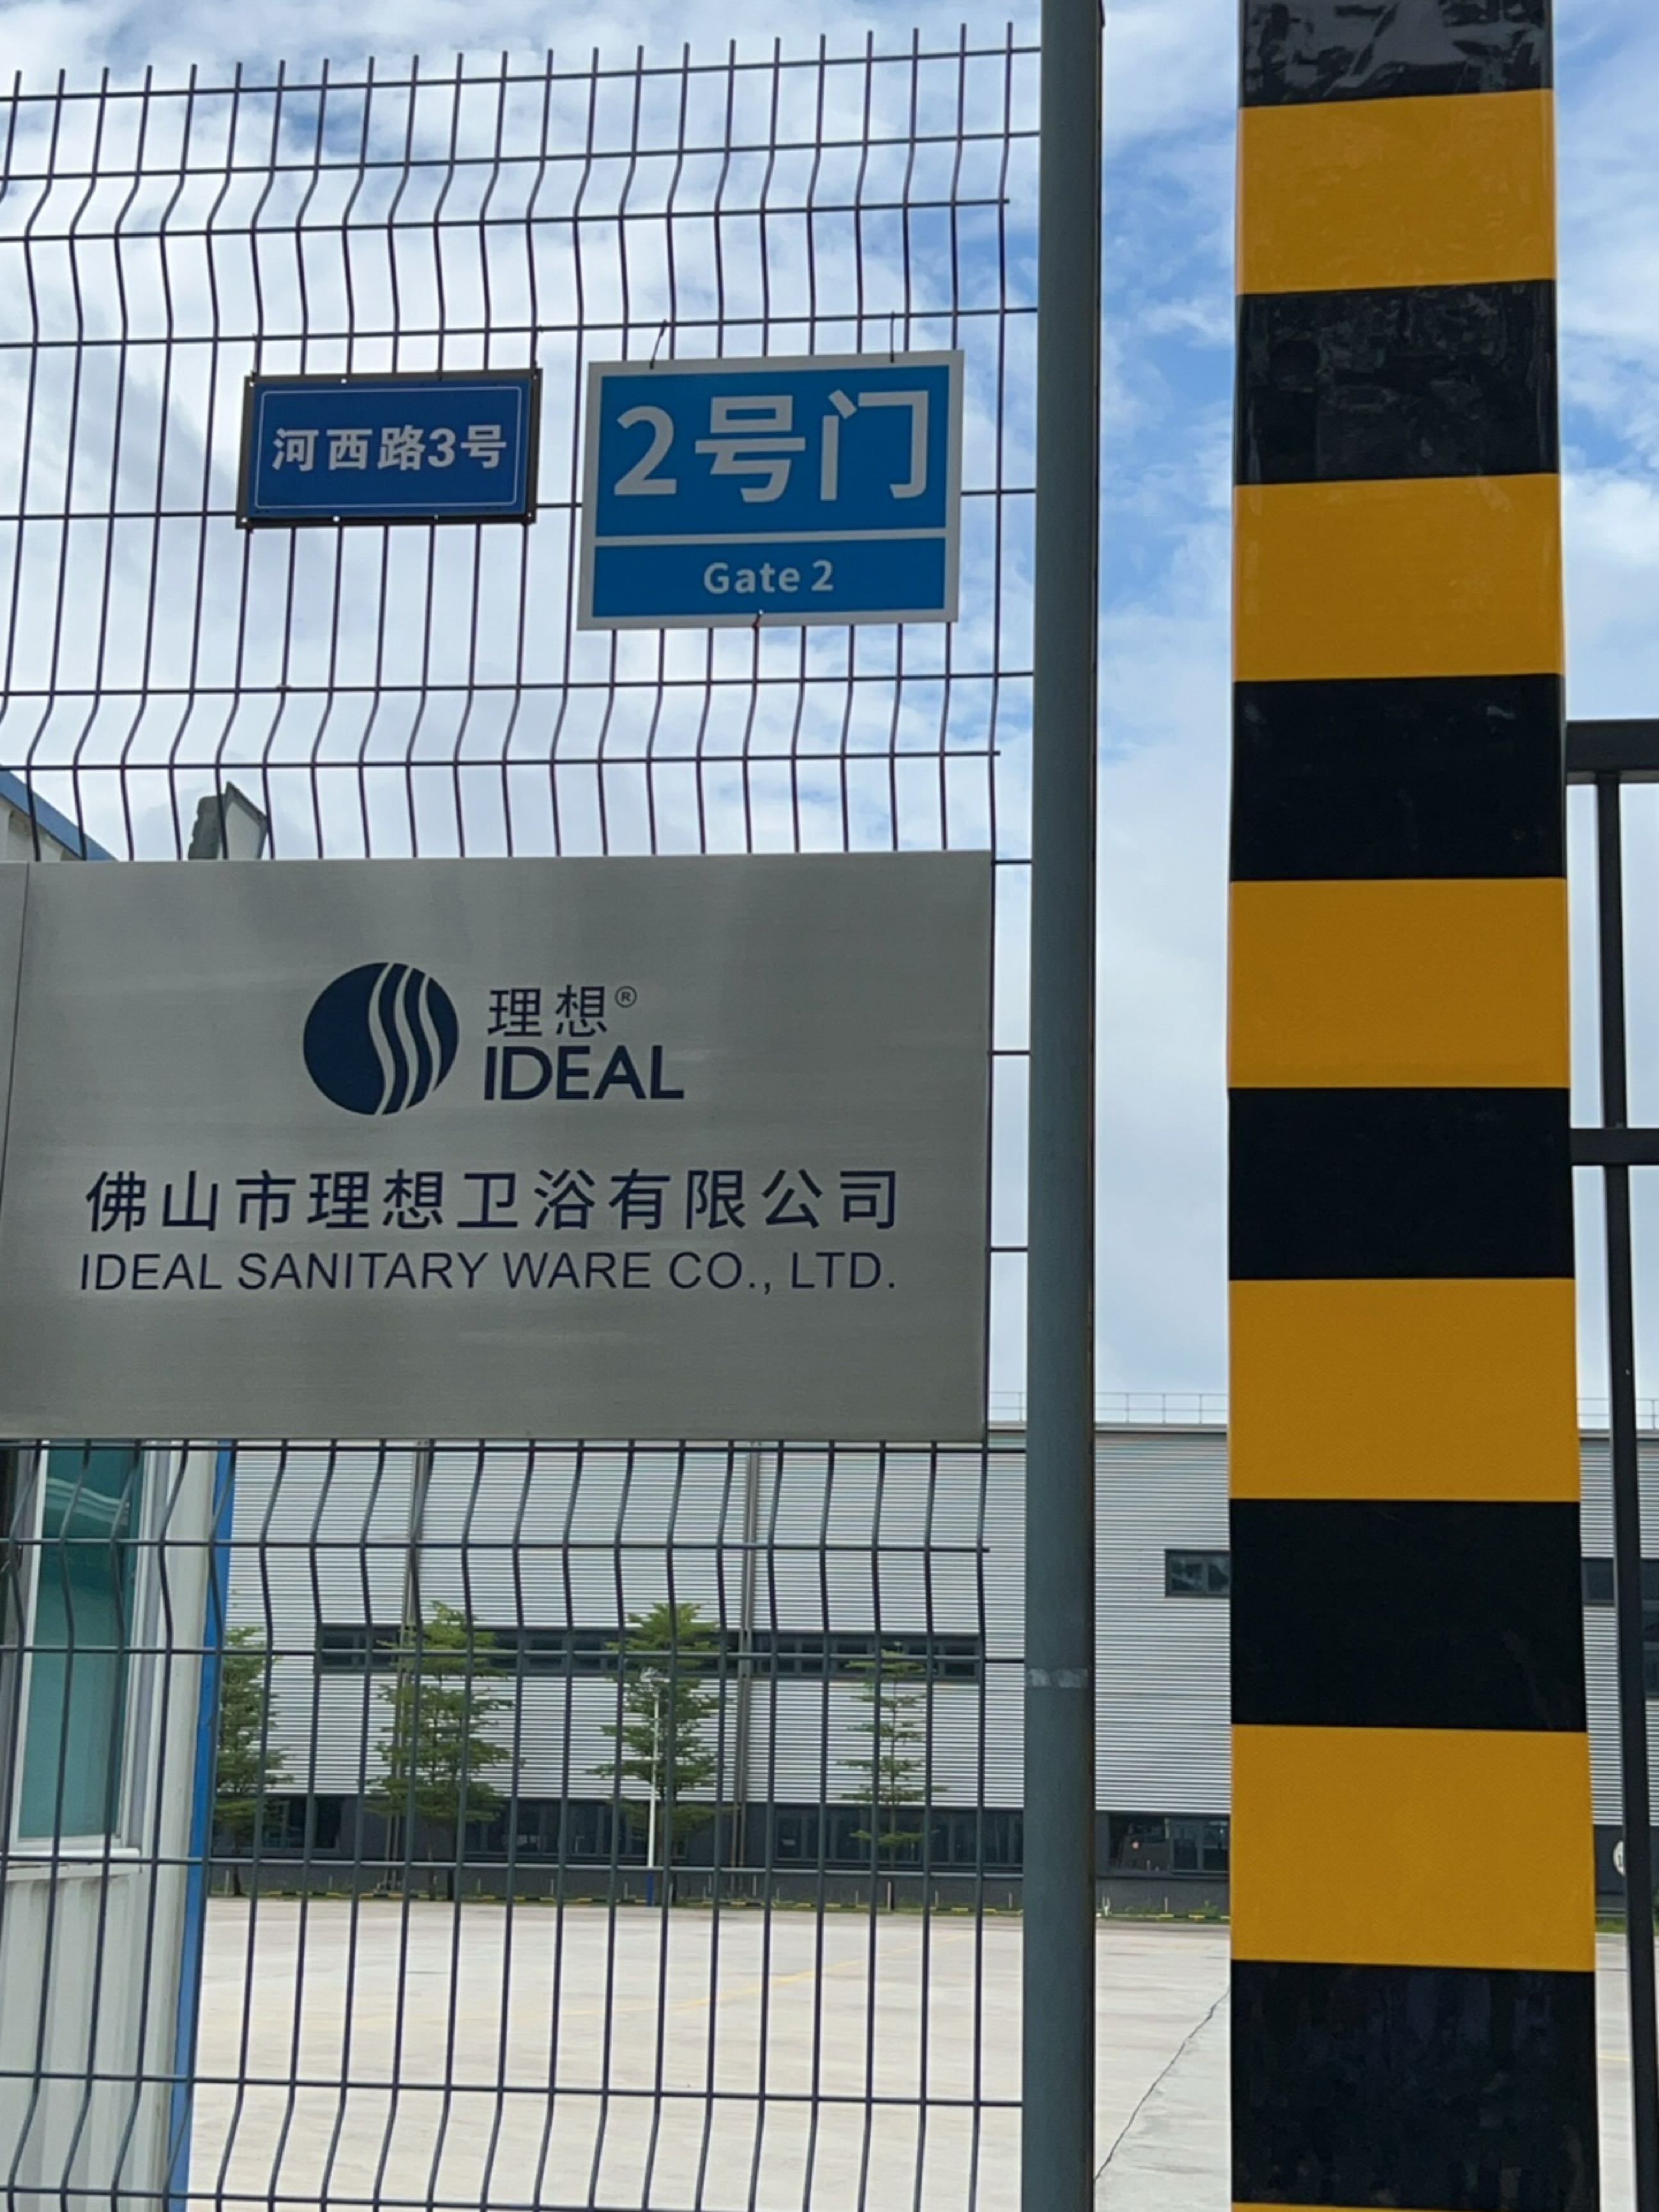 河西路3号
2号门
Gate 2
理想®
IDEAL
佛山市理想卫浴有限公司
IDEAL SANITARY WARE CO., LTD.